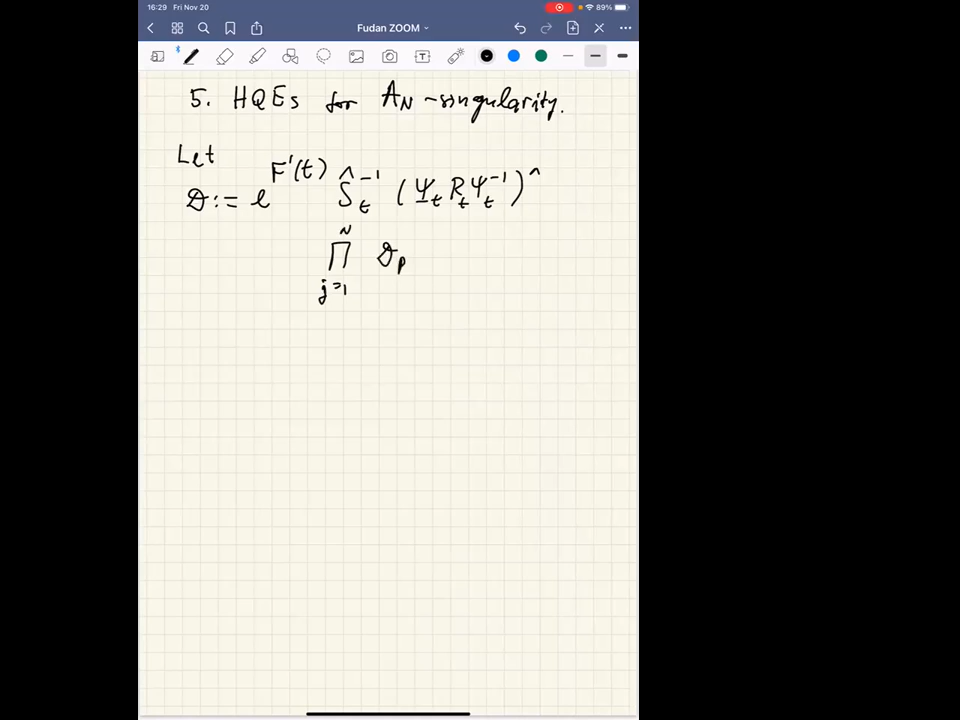 16:29 Fri Nov 20
89%
Fudan ZOOM
5. HQEs for A_N-singularity.
Let
𝒟 := e^{F'(t)} Ŝ_t^{-1} (Ψ_t R_t Ψ_t^{-1})^
∏_{j=1}^{N} 𝒟_p